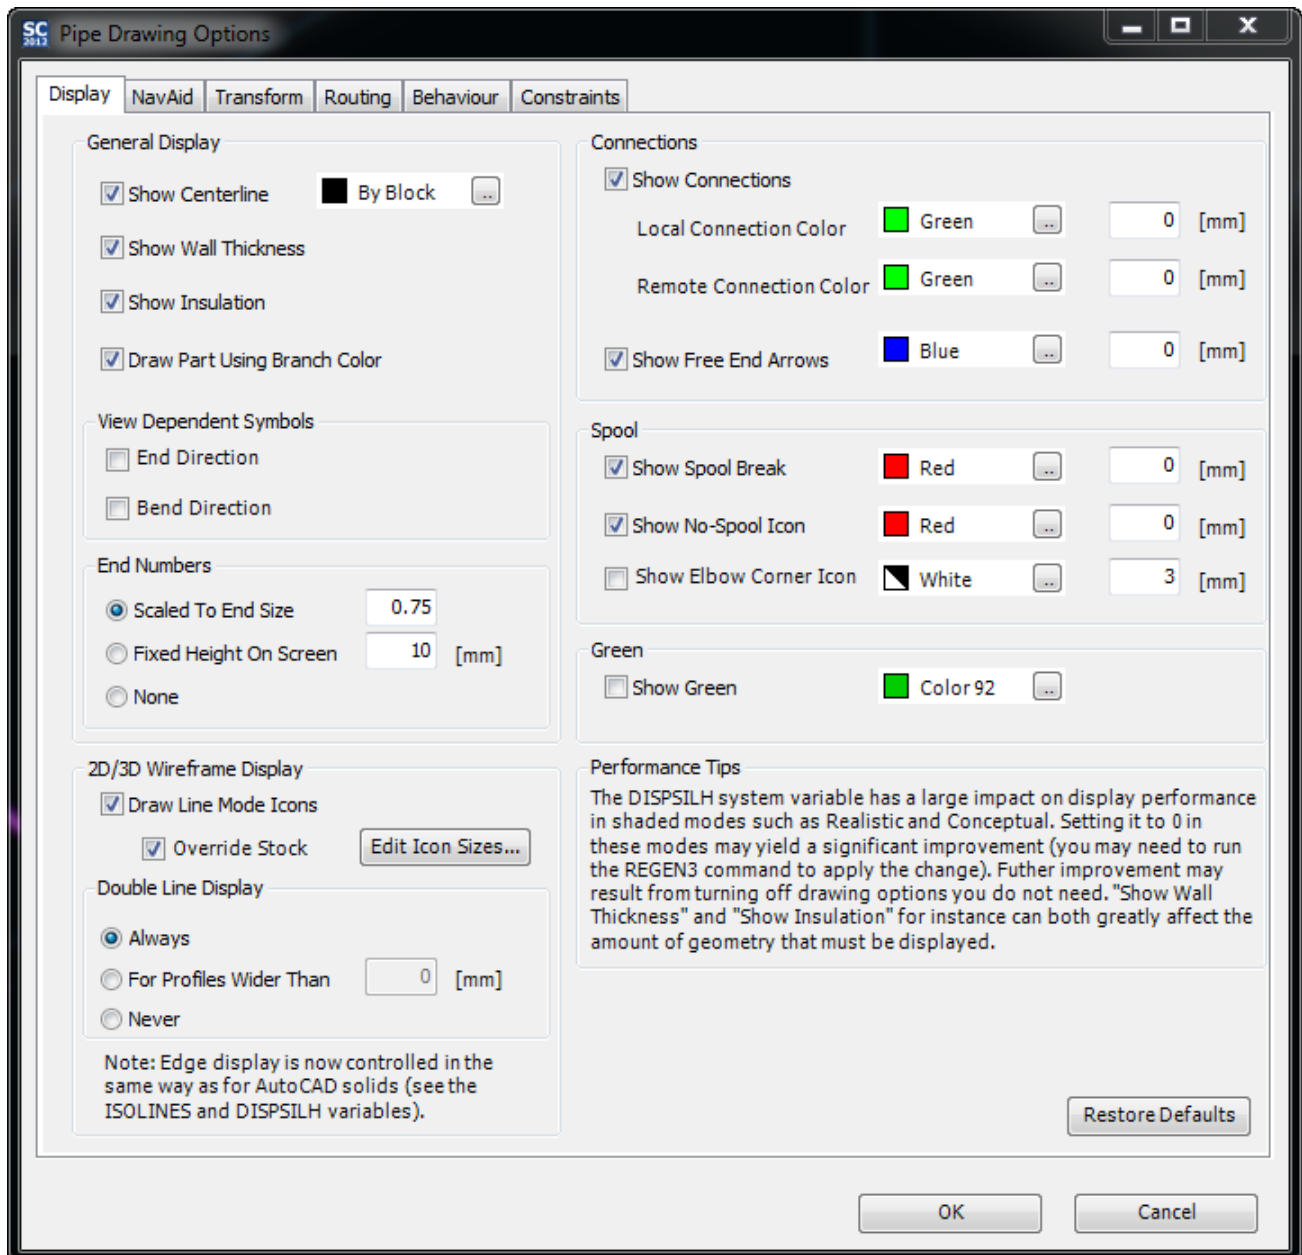 SC
2012
Pipe Drawing Options
Display NavAid Transform Routing Behaviour Constraints
General Display
Show Centerline By Block ..
Show Wall Thickness
Show Insulation
Draw Part Using Branch Color
View Dependent Symbols
End Direction
Bend Direction
End Numbers
Scaled To End Size 0.75
Fixed Height On Screen 10 [mm]
None
2D/3D Wireframe Display
Draw Line Mode Icons
Override Stock Edit Icon Sizes...
Double Line Display
Always
For Profiles Wider Than 0 [mm]
Never
Note: Edge display is now controlled in the
same way as for AutoCAD solids (see the
ISOLINES and DISPSILH variables).
Connections
Show Connections
Local Connection Color Green .. 0 [mm]
Remote Connection Color Green .. 0 [mm]
Show Free End Arrows Blue .. 0 [mm]
Spool
Show Spool Break Red .. 0 [mm]
Show No-Spool Icon Red .. 0 [mm]
Show Elbow Corner Icon White .. 3 [mm]
Green
Show Green Color 92 ..
Performance Tips
The DISPSILH system variable has a large impact on display performance
in shaded modes such as Realistic and Conceptual. Setting it to 0 in
these modes may yield a significant improvement (you may need to run
the REGEN3 command to apply the change). Futher improvement may
result from turning off drawing options you do not need. "Show Wall
Thickness" and "Show Insulation" for instance can both greatly affect the
amount of geometry that must be displayed.
Restore Defaults
OK Cancel